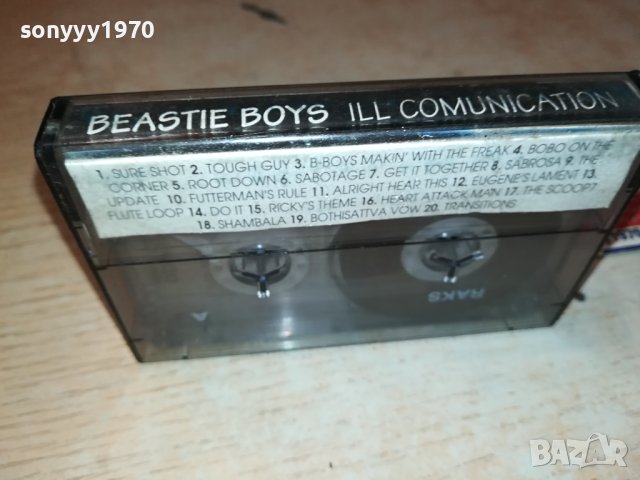 sonyyy1970
BEASTIE BOYS ILL COMUNICATION
1. SURE SHOT 2. TOUGH GUY 3. B-BOYS MAKIN' WITH THE FREAK 4. BOBO ON THE
CORNER 5. ROOT DOWN 6. SABOTAGE 7. GET IT TOGETHER 8. SABROSA 9. THE
UPDATE 10. FUTTERMAN'S RULE 11. ALRIGHT HEAR THIS 12. EUGENE'S LAMENT 13.
FLUTE LOOP 14. DO IT 15. RICKY'S THEME 16. HEART ATTACK MAN 17. THE SCOOP?
18. SHAMBALA 19. BOTHISATTVA VOW 20. TRANSITIONS
A
RAKS
BAZAR
bg